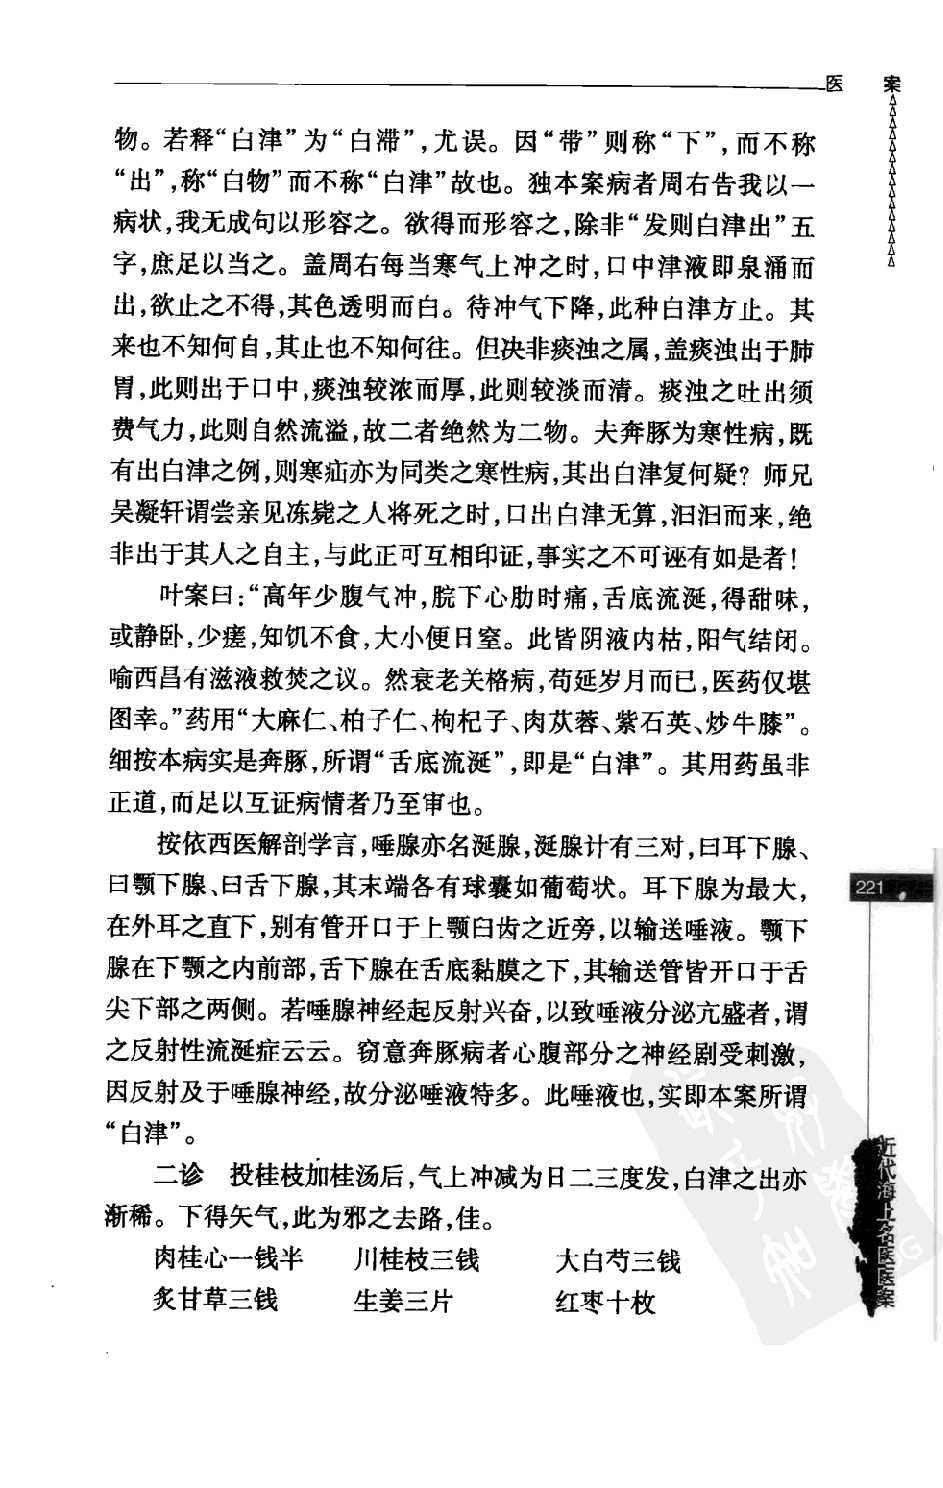 医 案
物。若释“白津”为“白滞”,尤误。因“带”则称“下”,而不称
“出”,称“白物”而不称“白津”故也。独本案病者周右告我以一
病状,我无成句以形容之。欲得而形容之,除非“发则白津出”五
字,庶足以当之。盖周右每当寒气上冲之时,口中津液即泉涌而
出,欲止之不得,其色透明而白。待冲气下降,此种白津方止。其
来也不知何自,其止也不知何往。但决非痰浊之属,盖痰浊出于肺
胃,此则出于口中,痰浊较浓而厚,此则较淡而清。痰浊之吐出须
费气力,此则自然流溢,故二者绝然为二物。夫奔豚为寒性病,既
有出白津之例,则寒疝亦为同类之寒性病,其出白津复何疑?师兄
吴凝轩谓尝亲见冻毙之人将死之时,口出白津无算,汩汩而来,绝
非出于其人之自主,与此正可互相印证,事实之不可诬有如是者!
叶案曰:“高年少腹气冲,脘下心肋时痛,舌底流涎,得甜味,
或静卧,少瘥,知饥不食,大小便日窒。此皆阴液内枯,阳气结闭。
喻西昌有滋液救焚之议。然衰老关格病,苟延岁月而已,医药仅堪
图幸。”药用“大麻仁、柏子仁、枸杞子、肉苁蓉、紫石英、炒牛膝”。
细按本病实是奔豚,所谓“舌底流涎”,即是“白津”。其用药虽非
正道,而足以互证病情者乃至审也。
按依西医解剖学言,唾腺亦名涎腺,涎腺计有三对,曰耳下腺、
曰颚下腺、曰舌下腺,其末端各有球囊如葡萄状。耳下腺为最大,
在外耳之直下,别有管开口于上颚臼齿之近旁,以输送唾液。颚下
腺在下颚之内前部,舌下腺在舌底黏膜之下,其输送管皆开口于舌
尖下部之两侧。若唾腺神经起反射兴奋,以致唾液分泌亢盛者,谓
之反射性流涎症云云。窃意奔豚病者心腹部分之神经剧受刺激,
因反射及于唾腺神经,故分泌唾液特多。此唾液也,实即本案所谓
“白津”。
二诊 投桂枝加桂汤后,气上冲减为日二三度发,白津之出亦
渐稀。下得矢气,此为邪之去路,佳。
肉桂心一钱半 川桂枝三钱 大白芍三钱
炙甘草三钱 生姜三片 红枣十枚
221
近代海上名医医案